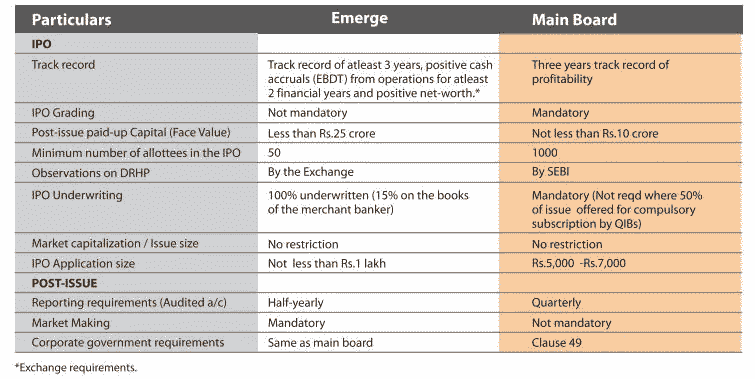 Particulars Emerge Main Board
IPO
Track record Track record of atleast 3 years, positive cash Three years track record of
accruals (EBDT) from operations for atleast profitability
2 financial years and positive net-worth.*
IPO Grading Not mandatory Mandatory
Post-issue paid-up Capital (Face Value) Less than Rs.25 crore Not less than Rs.10 crore
Minimum number of allottees in the IPO 50 1000
Observations on DRHP By the Exchange By SEBI
IPO Underwriting 100% underwritten (15% on the books Mandatory (Not reqd where 50%
of the merchant banker) of issue offered for compulsory
subscription by QIBs)
Market capitalization / Issue size No restriction No restriction
IPO Application size Not less than Rs.1 lakh Rs.5,000 -Rs.7,000
POST-ISSUE
Reporting requirements (Audited a/c) Half-yearly Quarterly
Market Making Mandatory Not mandatory
Corporate government requirements Same as main board Clause 49
*Exchange requirements.